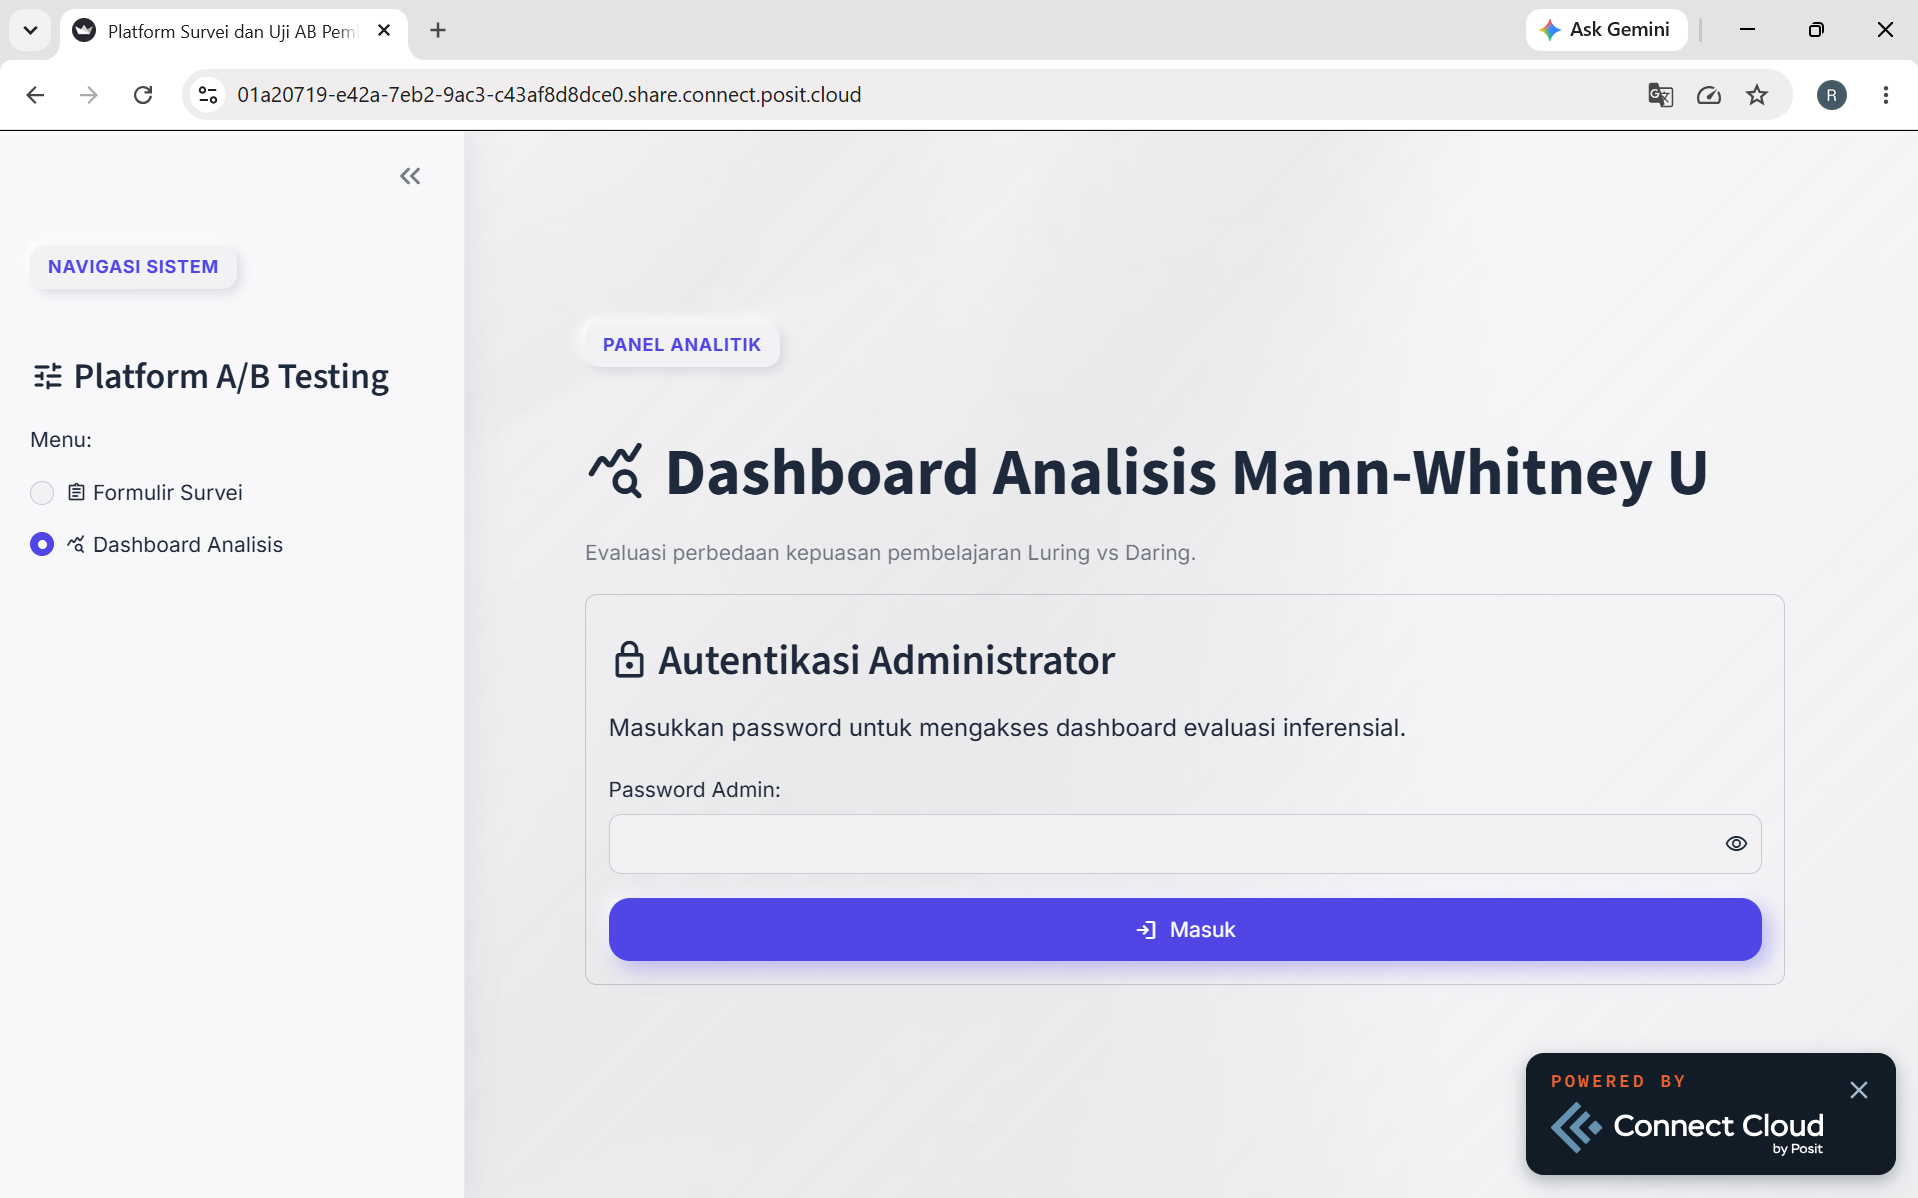 Platform Survei dan Uji AB Pem
Ask Gemini
01a20719-e42a-7eb2-9ac3-c43af8d8dce0.share.connect.posit.cloud
R
NAVIGASI SISTEM
Platform A/B Testing
Menu:
Formulir Survei
Dashboard Analisis
PANEL ANALITIK
Dashboard Analisis Mann-Whitney U
Evaluasi perbedaan kepuasan pembelajaran Luring vs Daring.
Autentikasi Administrator
Masukkan password untuk mengakses dashboard evaluasi inferensial.
Password Admin:
Masuk
POWERED BY
Connect Cloud
by Posit